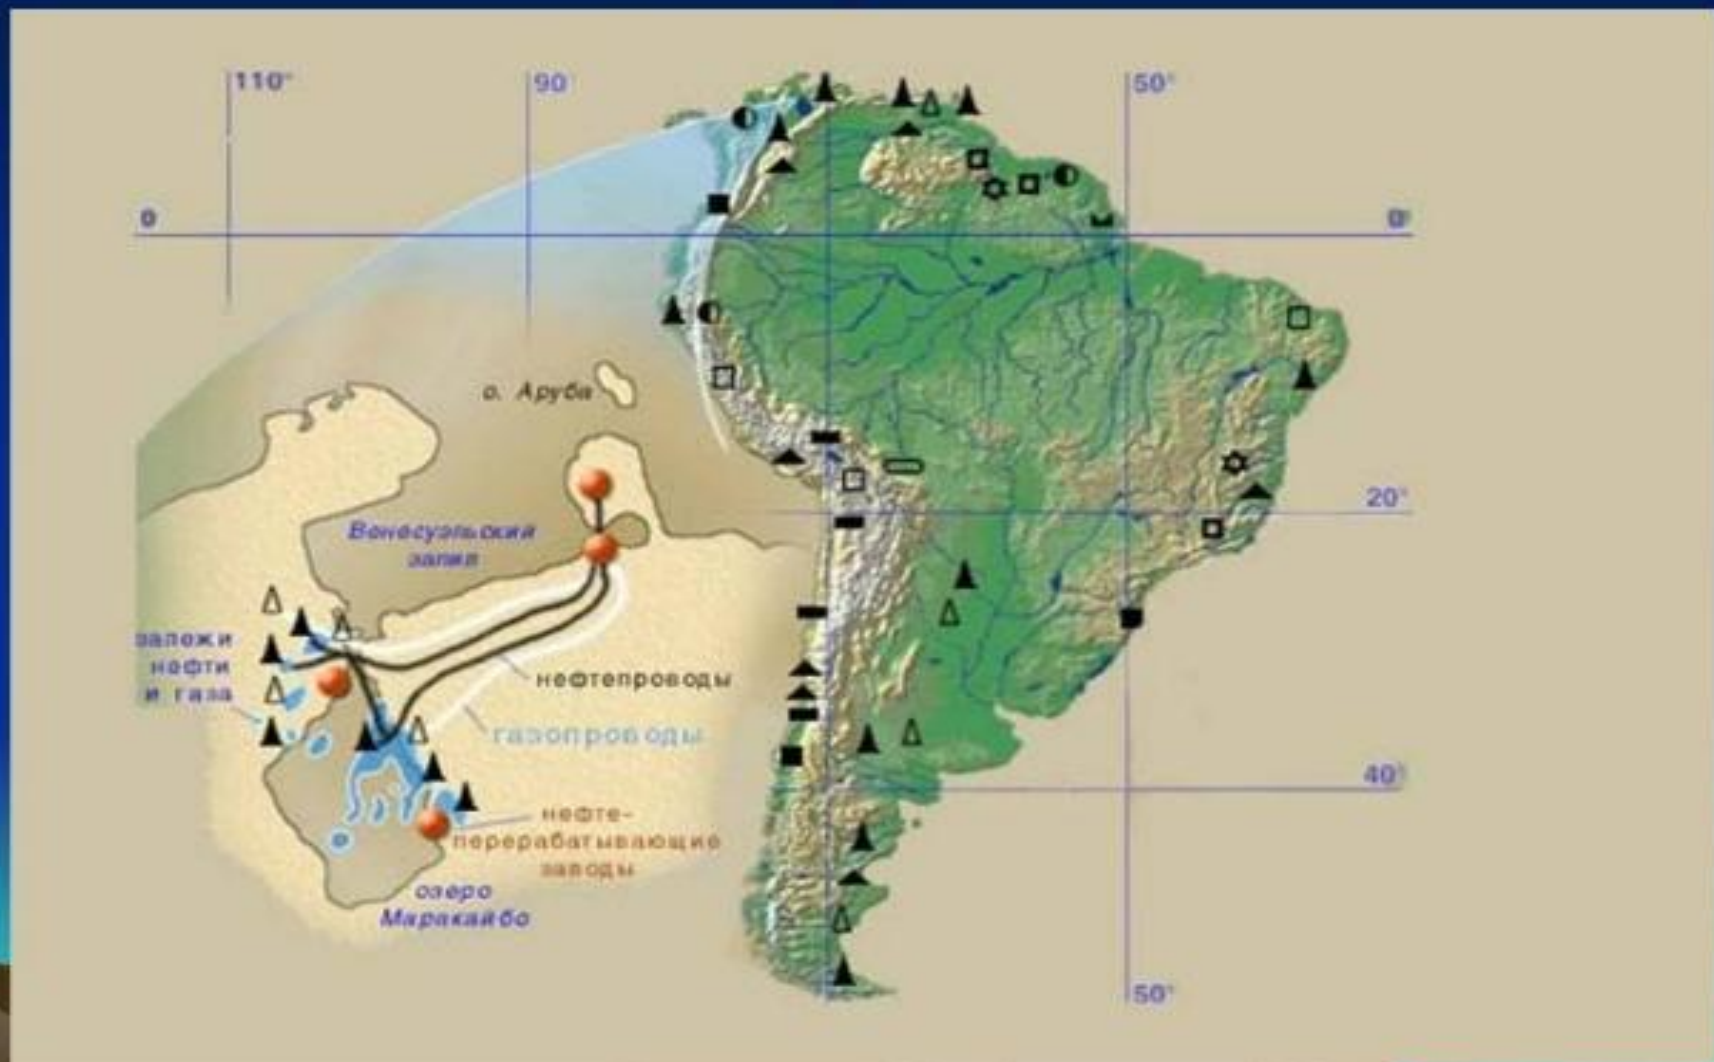 110°
90
50°
0
0°
о. Аруба
20°
Венесуэльский
залив
залежи
нефти
и газа
нефтепроводы
газопроводы
40°
нефте-
перерабатывающие
заводы
озеро
Маракайбо
50°